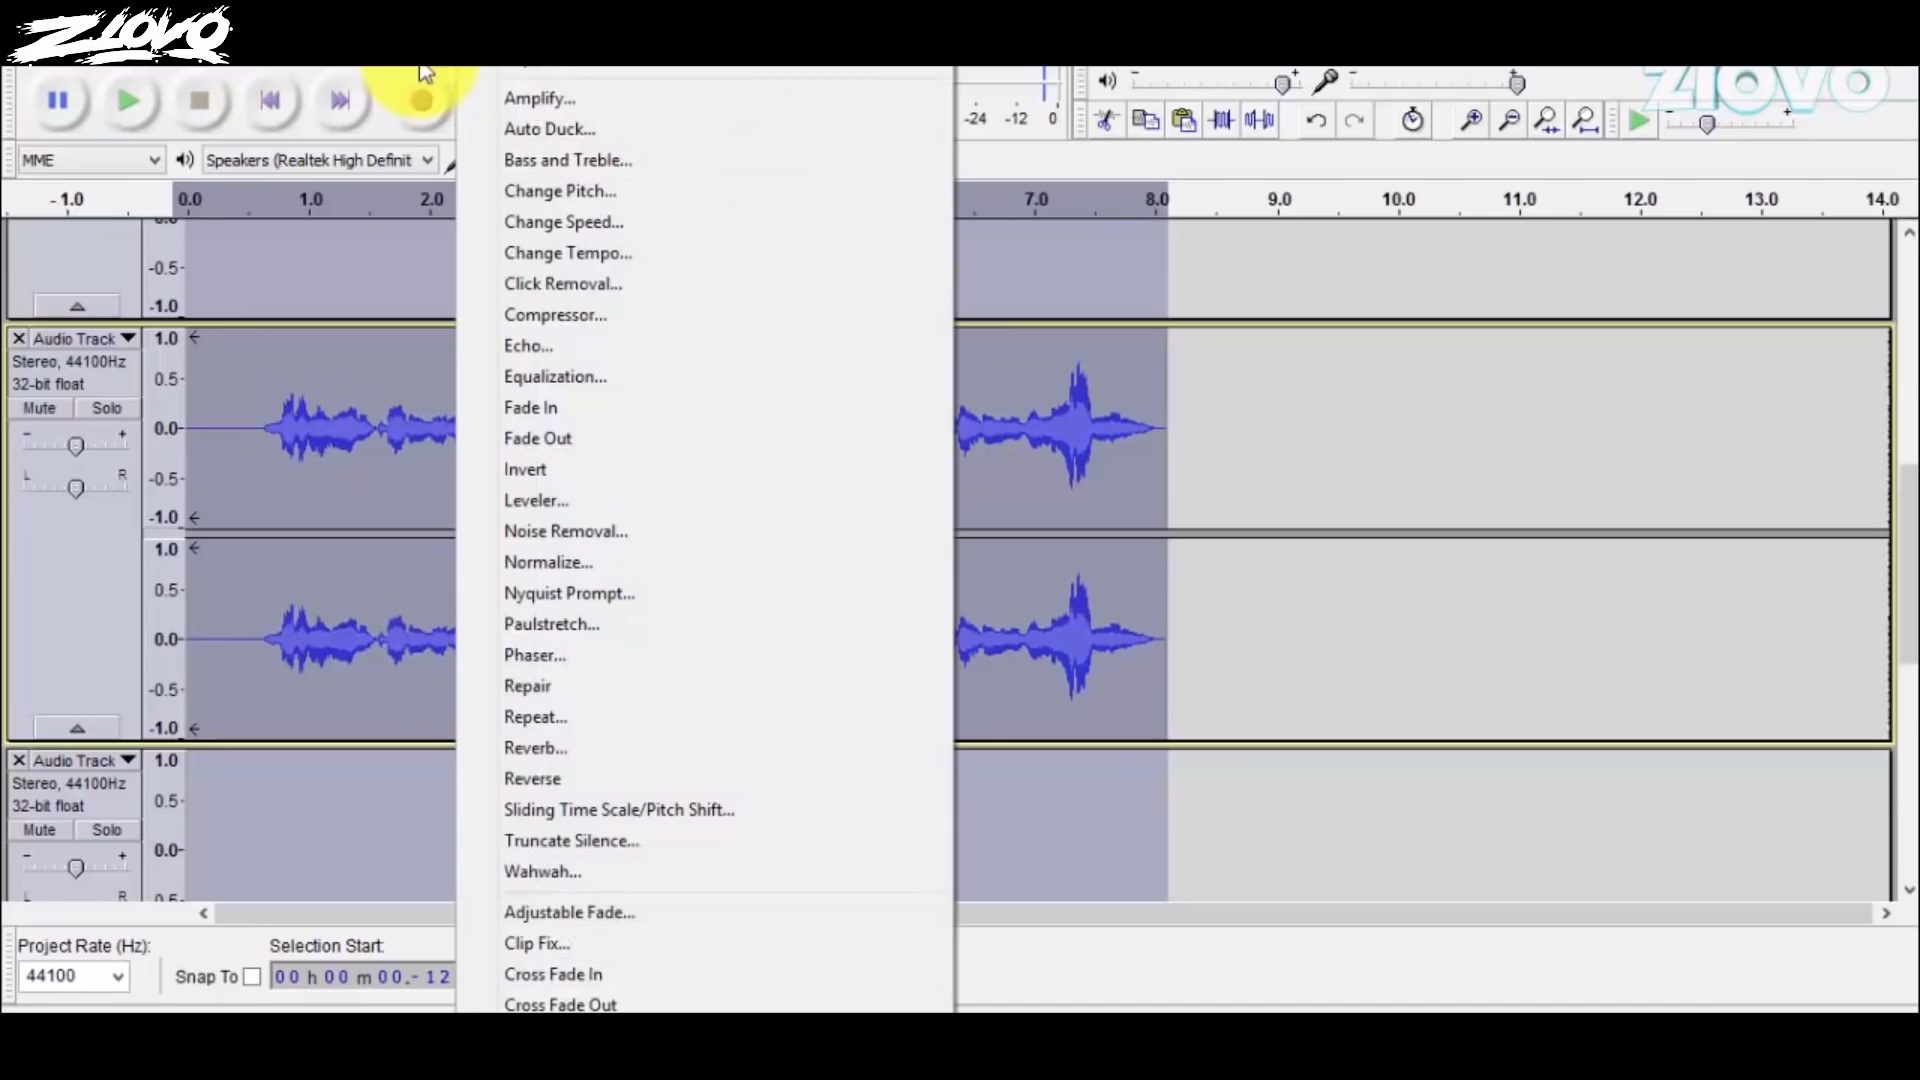 ZLOVO
ZLOVO
-24 -12 0
MME
Speakers (Realtek High Definit
-1.0 0.0 1.0 2.0 7.0 8.0 9.0 10.0 11.0 12.0 13.0 14.0
Amplify...
Auto Duck...
Bass and Treble...
Change Pitch...
Change Speed...
Change Tempo...
Click Removal...
Compressor...
Echo...
Equalization...
Fade In
Fade Out
Invert
Leveler...
Noise Removal...
Normalize...
Nyquist Prompt...
Paulstretch...
Phaser...
Repair
Repeat...
Reverb...
Reverse
Sliding Time Scale/Pitch Shift...
Truncate Silence...
Wahwah...
Adjustable Fade...
Clip Fix...
Cross Fade In
Cross Fade Out
-0.5
-1.0
Audio Track
Stereo, 44100Hz
32-bit float
Mute Solo
- +
L R
1.0
0.5
0.0
-0.5
-1.0
1.0
0.5
0.0
-0.5
-1.0
Audio Track
Stereo, 44100Hz
32-bit float
Mute Solo
- +
L R
1.0
0.5
0.0
Project Rate (Hz):
44100
Snap To
Selection Start:
00 h 00 m 00.-12